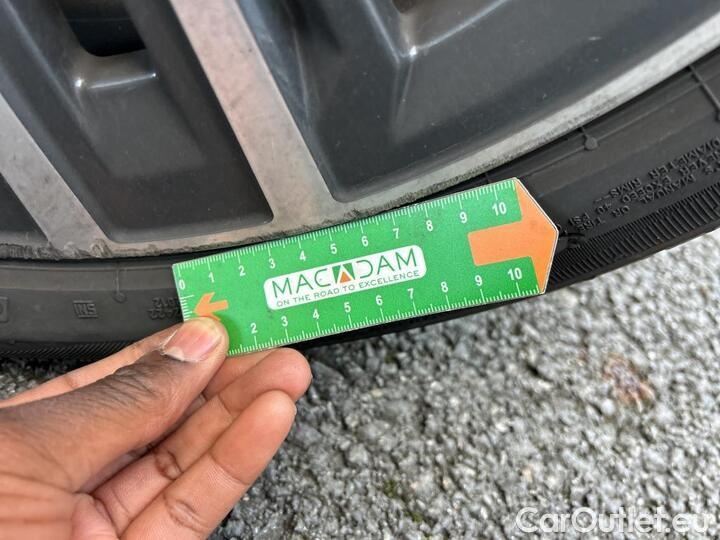 0 1 2 3 4 5 6 7 8 9 10
MACADAM
ON THE ROAD TO EXCELLENCE
2 3 4 5 6 7 8 9 10
INS
CarOutlet.eu